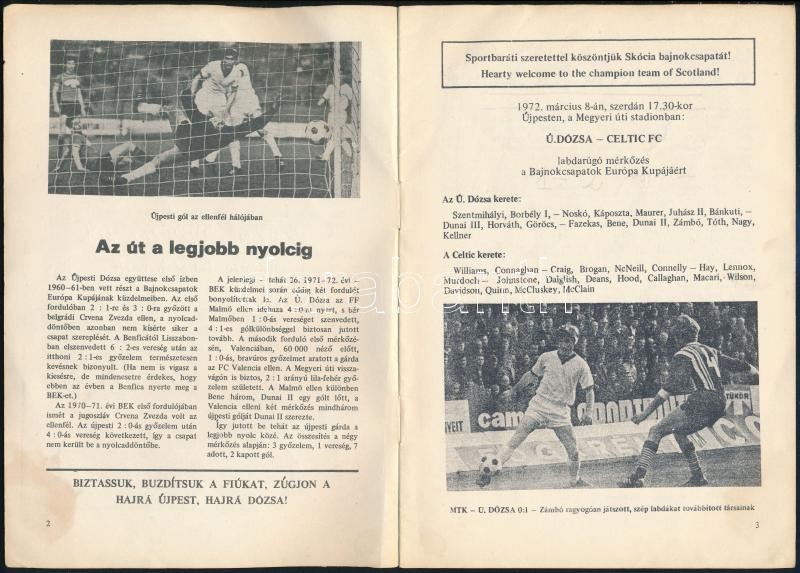 Újpesti gól az ellenfél hálójában
Az út a legjobb nyolcig
Az Újpesti Dózsa együttese első ízben
1960–61-ben vett részt a Bajnokcsapatok
Európa Kupájának küzdelmeiben. Az első
fordulóban 2 : 1-re és 3 : 0-ra győzött a
belgrádi Crvena Zvezda ellen, a nyolcad-
döntőben azonban nem kísérte siker a
csapat szereplését. A Benficától Lisszabon-
ban elszenvedett 6 : 2-es vereség után az
itthoni 2 : 1-es győzelem természetesen
kevésnek bizonyult. (Ha nem is vigasz a
kiesésre, de mindenesetre érdekes, hogy
ebben az évben a Benfica nyerte meg a
BEK-et.)
Az 1970–71. évi BEK első fordulójában
ismét a jugoszláv Crvena Zvezda volt az
ellenfél. Az újpesti 2 : 0-ás győzelem után
4 : 0-ás vereség következett, így a csapat
nem került be a nyolcaddöntőbe.
A jelenlegi – tehát 26. 1971–72. évi –
BEK küzdelmei során eddig két fordulót
bonyolítottak le. Az Ú. Dózsa az FF
Malmö ellen idehaza 4 : 0-át nyert, s bár
Malmöben 1 : 0-ás vereséget szenvedett,
4 : 1-es gólkülönbséggel biztosan jutott
tovább. A második forduló első mérkőzé-
sén, Valenciában, 60 000 néző előtt,
1 : 0-ás, bravúros győzelmet aratott a gárda
az FC Valencia ellen. A Megyeri úti vissza-
vágón is biztos, 2 : 1 arányú lila-fehér győ-
zelem született. A Malmö ellen különben
Bene három, Dunai II egy gólt lőtt, a
Valencia elleni két mérkőzés mindhárom
újpesti gólját Dunai II szerezte.
Így jutott be tehát az újpesti gárda a
legjobb nyolc közé. Az összesítés a négy
mérkőzés alapján: 3 győzelem, 1 vereség, 7
adott, 2 kapott gól.
BIZTASSUK, BUZDÍTSUK A FIÚKAT, ZÚGJON A
HAJRÁ ÚJPEST, HAJRÁ DÓZSA!
2
Sportbaráti szeretettel köszöntjük Skócia bajnokcsapatát!
Hearty welcome to the champion team of Scotland!
1972. március 8-án, szerdán 17.30-kor
Újpesten, a Megyeri úti stadionban:
Ú.DÓZSA – CELTIC FC
labdarúgó mérkőzés
a Bajnokcsapatok Európa Kupájáért
Az Ú. Dózsa kerete:
Szentmihályi, Borbély I, – Noskó, Káposzta, Maurer, Juhász II, Bánkuti, –
Dunai III, Horváth, Göröcs, – Fazekas, Bene, Dunai II, Zámbó, Tóth, Nagy,
Kellner
A Celtic kerete:
Williams, Connaghan – Craig, Brogan, McNeill, Connelly – Hay, Lennox,
Murdoch – Johnstone, Dalglish, Deans, Hood, Callaghan, Macari, Wilson,
Davidson, Quinn, McCluskey, McClain
MTK – Ú. DÓZSA 0:1 – Zámbó ragyogóan játszott, szép labdákat továbbított társainak
3